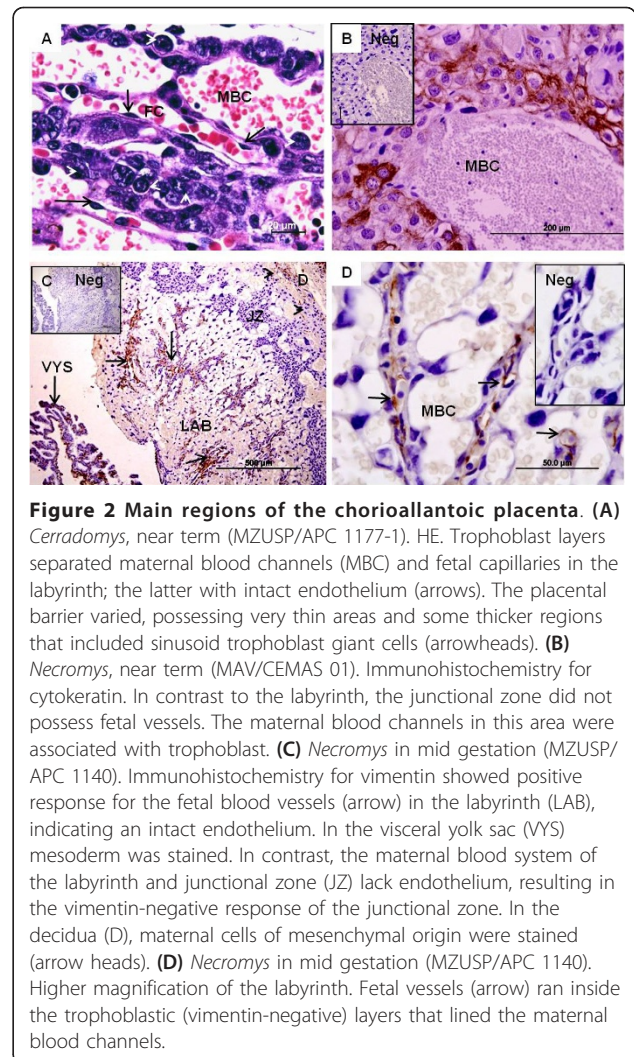 A
MBC
FC
20 µm
B
Neg
MBC
200 µm
C
Neg
D
JZ
VYS
LAB
500 µm
D
Neg
MBC
50.0 µm
Figure 2 Main regions of the chorioallantoic placenta. (A)
Cerradomys, near term (MZUSP/APC 1177-1). HE. Trophoblast layers
separated maternal blood channels (MBC) and fetal capillaries in the
labyrinth; the latter with intact endothelium (arrows). The placental
barrier varied, possessing very thin areas and some thicker regions
that included sinusoid trophoblast giant cells (arrowheads). (B)
Necromys, near term (MAV/CEMAS 01). Immunohistochemistry for
cytokeratin. In contrast to the labyrinth, the junctional zone did not
possess fetal vessels. The maternal blood channels in this area were
associated with trophoblast. (C) Necromys in mid gestation (MZUSP/
APC 1140). Immunohistochemistry for vimentin showed positive
response for the fetal blood vessels (arrow) in the labyrinth (LAB),
indicating an intact endothelium. In the visceral yolk sac (VYS)
mesoderm was stained. In contrast, the maternal blood system of
the labyrinth and junctional zone (JZ) lack endothelium, resulting in
the vimentin-negative response of the junctional zone. In the
decidua (D), maternal cells of mesenchymal origin were stained
(arrow heads). (D) Necromys in mid gestation (MZUSP/APC 1140).
Higher magnification of the labyrinth. Fetal vessels (arrow) ran inside
the trophoblastic (vimentin-negative) layers that lined the maternal
blood channels.